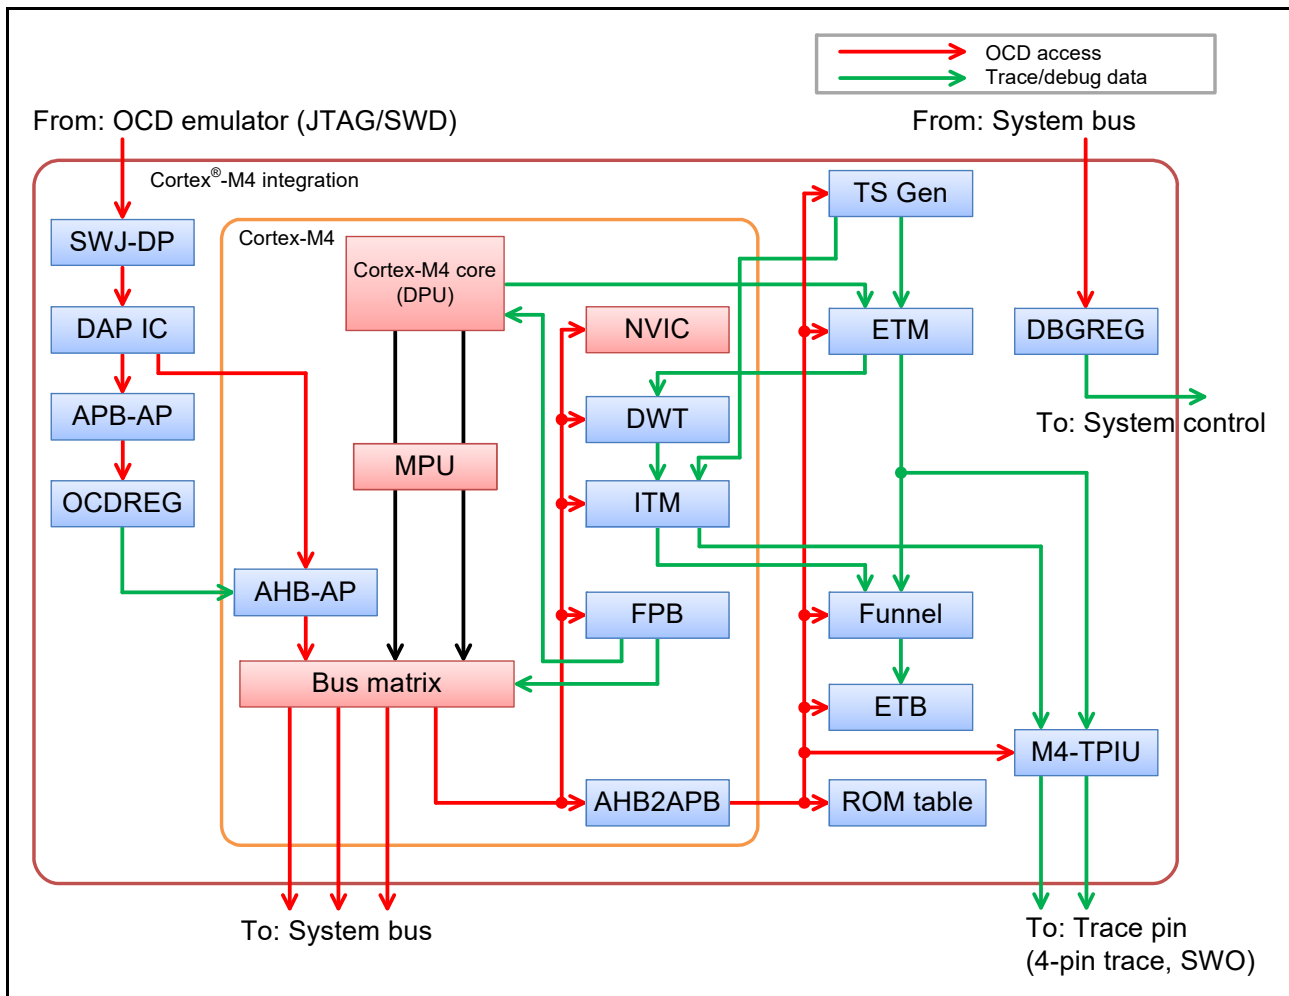 OCD access
Trace/debug data
From: OCD emulator (JTAG/SWD)
From: System bus
Cortex®-M4 integration
TS Gen
SWJ-DP
Cortex-M4
Cortex-M4 core
(DPU)
DAP IC
NVIC
ETM
DBGREG
APB-AP
DWT
To: System control
MPU
OCDREG
ITM
AHB-AP
FPB
Funnel
Bus matrix
ETB
M4-TPIU
AHB2APB
ROM table
To: System bus
To: Trace pin
(4-pin trace, SWO)